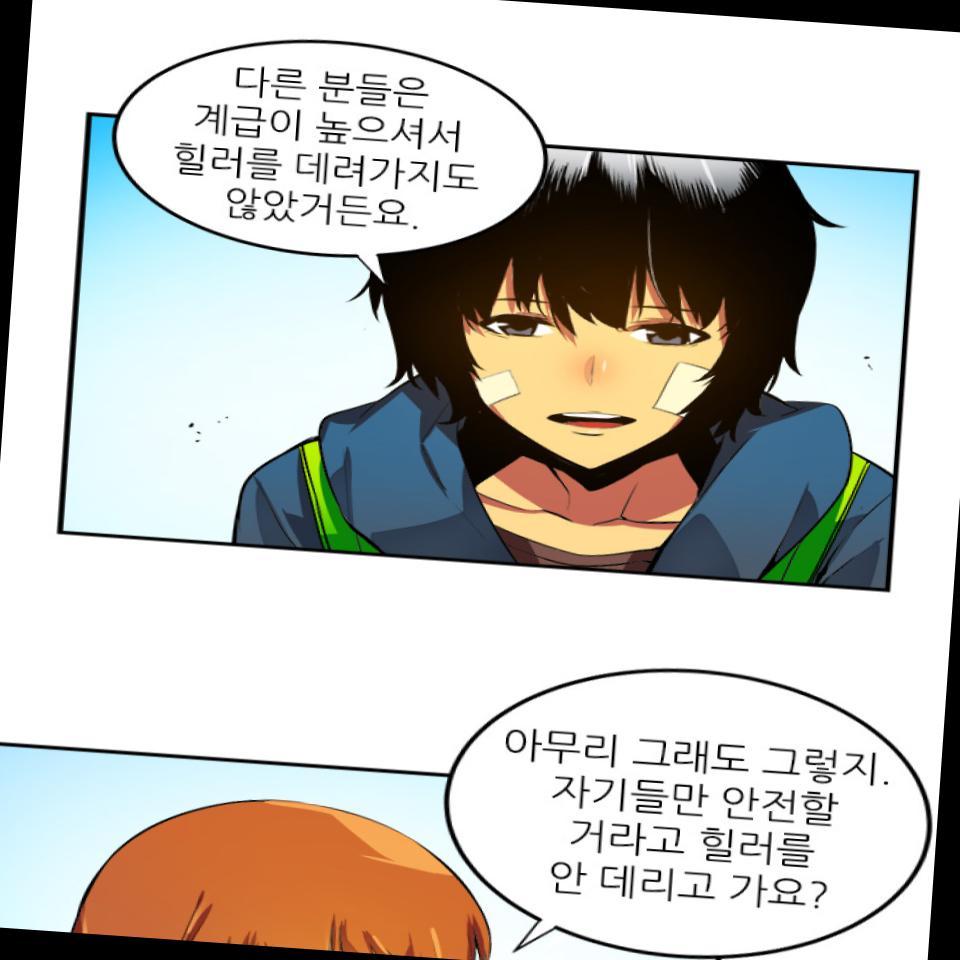 다른 분들은
계급이 높으셔서
힐러를 데려가지도
않았거든요.
아무리 그래도 그렇지.
자기들만 안전할
거라고 힐러를
안 데리고 가요?